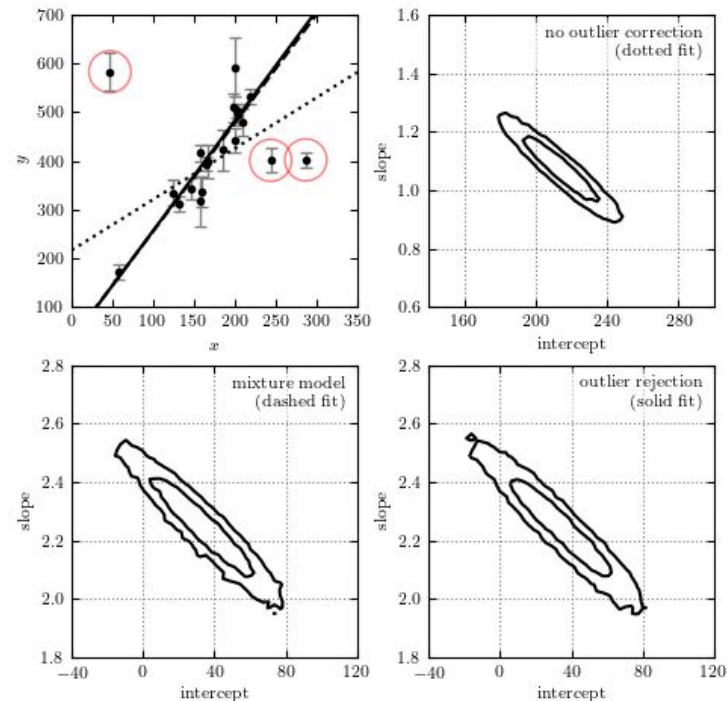 700
600
500
400
300
200
100
y
0 50 100 150 200 250 300 350
x
1.6
1.4
1.2
1.0
0.8
0.6
slope
no outlier correction
(dotted fit)
160 200 240 280
intercept
2.8
2.6
2.4
2.2
2.0
1.8
slope
mixture model
(dashed fit)
−40 0 40 80 120
intercept
2.8
2.6
2.4
2.2
2.0
1.8
slope
outlier rejection
(solid fit)
−40 0 40 80 120
intercept